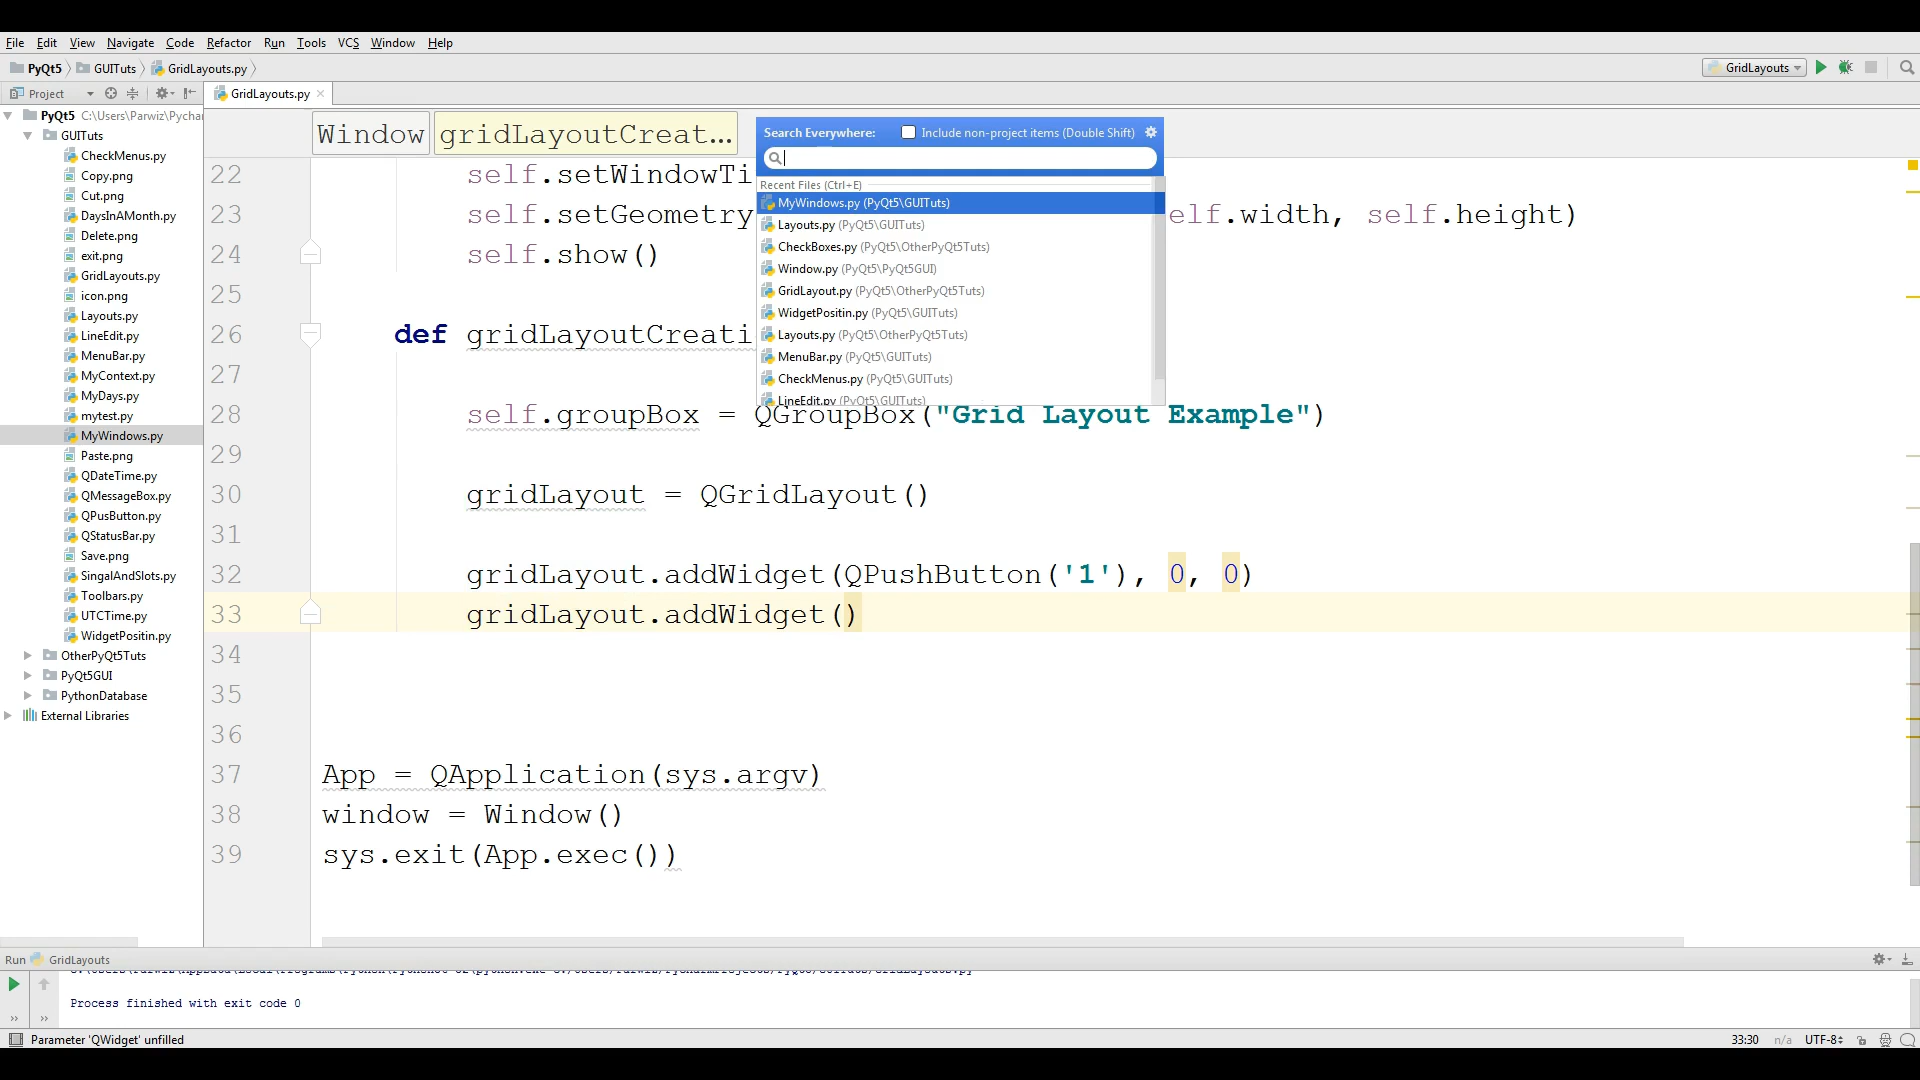 File Edit View Navigate Code Refactor Run Tools VCS Window Help
PyQt5 GUITuts GridLayouts.py
GridLayouts
Project
GridLayouts.py
PyQt5 C:\Users\Parwiz\Pychar
GUITuts
CheckMenus.py
Copy.png
Cut.png
DaysInAMonth.py
Delete.png
exit.png
GridLayouts.py
icon.png
Layouts.py
LineEdit.py
MenuBar.py
MyContext.py
MyDays.py
mytest.py
MyWindows.py
Paste.png
QDateTime.py
QMessageBox.py
QPusButton.py
QStatusBar.py
Save.png
SingalAndSlots.py
Toolbars.py
UTCTime.py
WidgetPositin.py
OtherPyQt5Tuts
PyQt5GUI
PythonDatabase
External Libraries
Window gridLayoutCreat...
Search Everywhere: Include non-project items (Double Shift)
Recent Files (Ctrl+E)
MyWindows.py (PyQt5\GUITuts)
Layouts.py (PyQt5\GUITuts)
CheckBoxes.py (PyQt5\OtherPyQt5Tuts)
Window.py (PyQt5\PyQt5GUI)
GridLayout.py (PyQt5\OtherPyQt5Tuts)
WidgetPositin.py (PyQt5\GUITuts)
Layouts.py (PyQt5\OtherPyQt5Tuts)
MenuBar.py (PyQt5\GUITuts)
CheckMenus.py (PyQt5\GUITuts)
LineEdit.py (PyQt5\GUITuts)
22 self.setWindowTi
23 self.setGeometry elf.width, self.height)
24 self.show()
25
26 def gridLayoutCreati
27
28 self.groupBox = QGroupBox("Grid Layout Example")
29
30 gridLayout = QGridLayout()
31
32 gridLayout.addWidget(QPushButton('1'), 0, 0)
33 gridLayout.addWidget()
34
35
36
37 App = QApplication(sys.argv)
38 window = Window()
39 sys.exit(App.exec())
Run GridLayouts
Process finished with exit code 0
Parameter 'QWidget' unfilled
33:30 n/a UTF-8